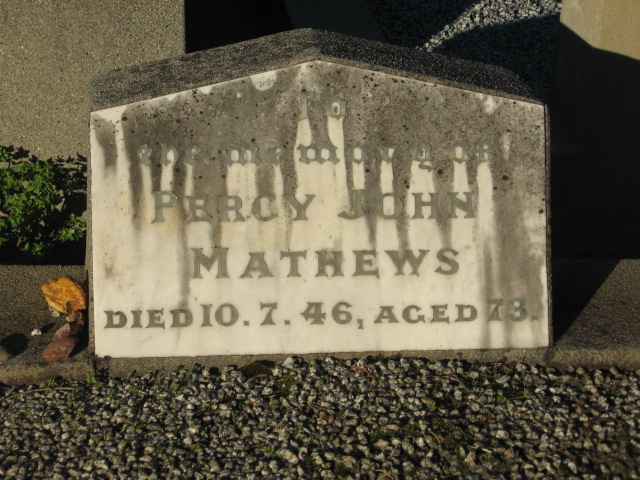 In
the memory of
PERCY JOHN
MATHEWS
DIED 10. 7. 46, AGED 73.